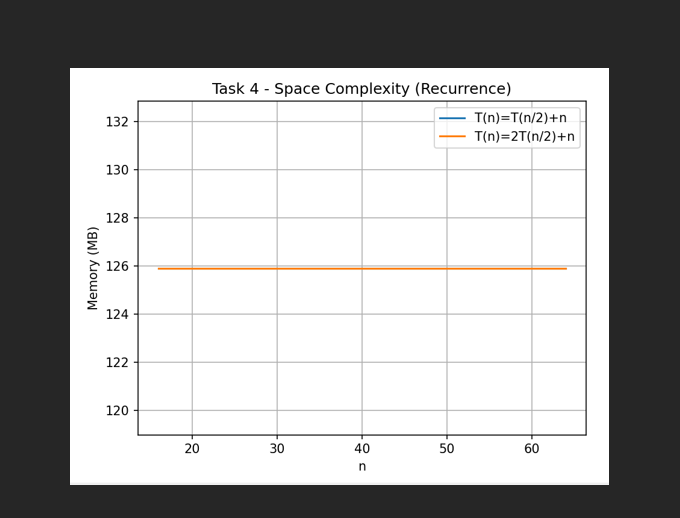 Task 4 - Space Complexity (Recurrence)
T(n)=T(n/2)+n
T(n)=2T(n/2)+n
132
130
128
126
124
122
120
Memory (MB)
20 30 40 50 60
n